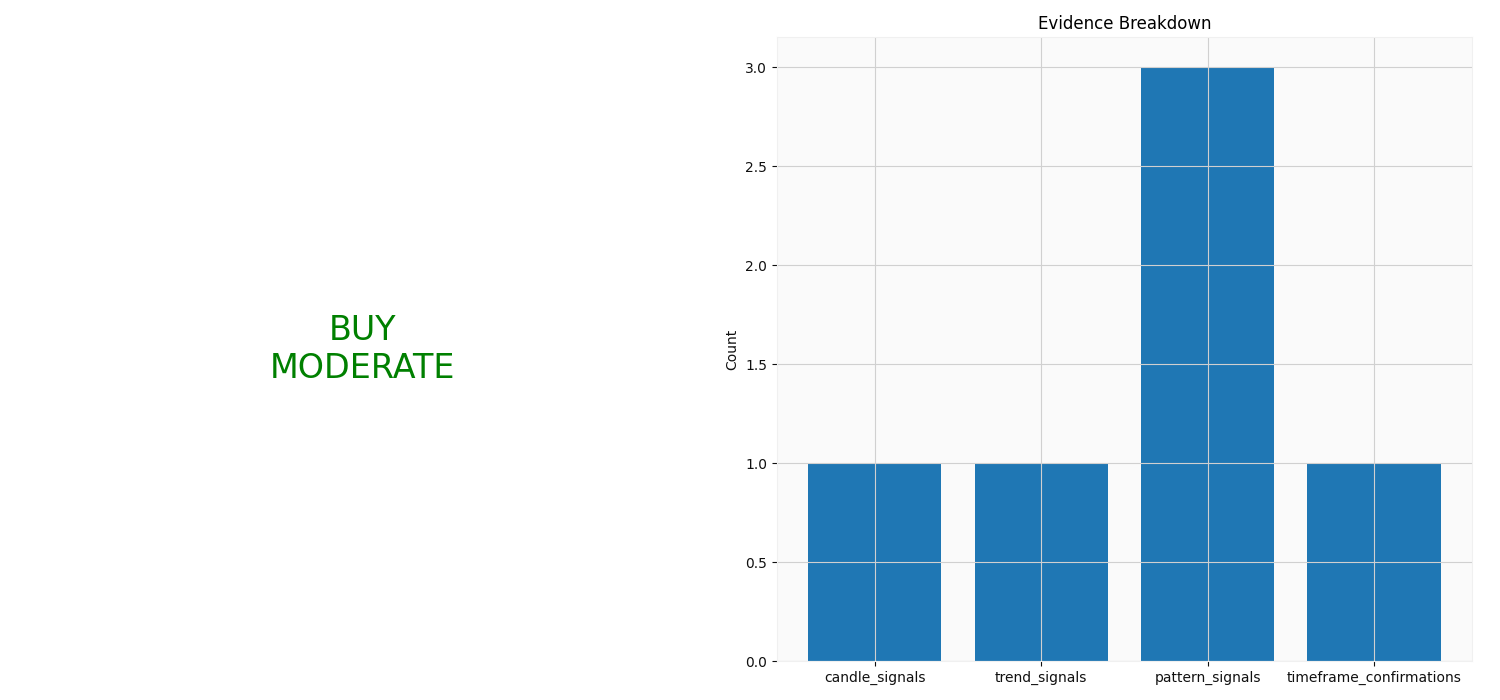 BUY
MODERATE
Evidence Breakdown
Count
3.0
2.5
2.0
1.5
1.0
0.5
0.0
candle_signals trend_signals pattern_signals timeframe_confirmations